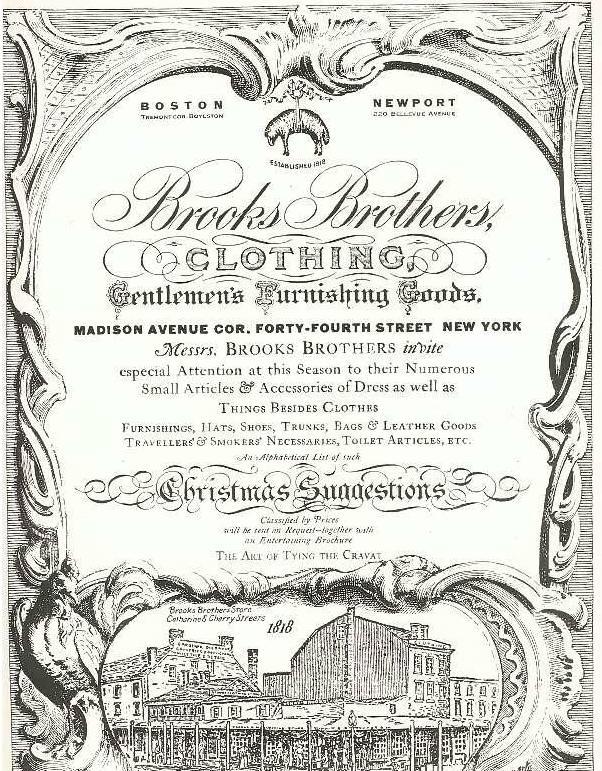 BOSTON
TREMONT COR. BOYLSTON
NEWPORT
220 BELLEVUE AVENUE
ESTABLISHED 1818
Brooks Brothers,
CLOTHING,
Gentlemen's Furnishing Goods.
MADISON AVENUE COR. FORTY-FOURTH STREET NEW YORK
Messrs. BROOKS BROTHERS invite
especial Attention at this Season to their Numerous
Small Articles & Accessories of Dress as well as
THINGS BESIDES CLOTHES
FURNISHINGS, HATS, SHOES, TRUNKS, BAGS & LEATHER GOODS
TRAVELLERS' & SMOKERS' NECESSARIES, TOILET ARTICLES, ETC.
An Alphabetical List of such
Christmas Suggestions
Classified by Prices
will be sent on Request—together with
an Entertaining Brochure
THE ART OF TYING THE CRAVAT
Brooks Brothers Store
Catharine & Cherry Streets
1818